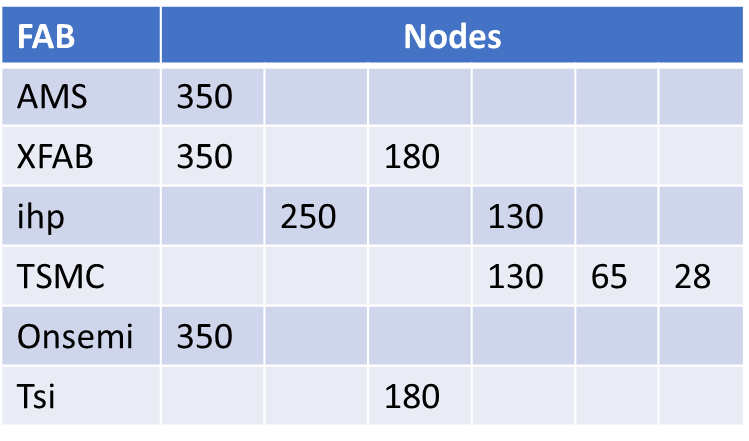 FAB Nodes
AMS 350
XFAB 350 180
ihp 250 130
TSMC 130 65 28
Onsemi 350
Tsi 180